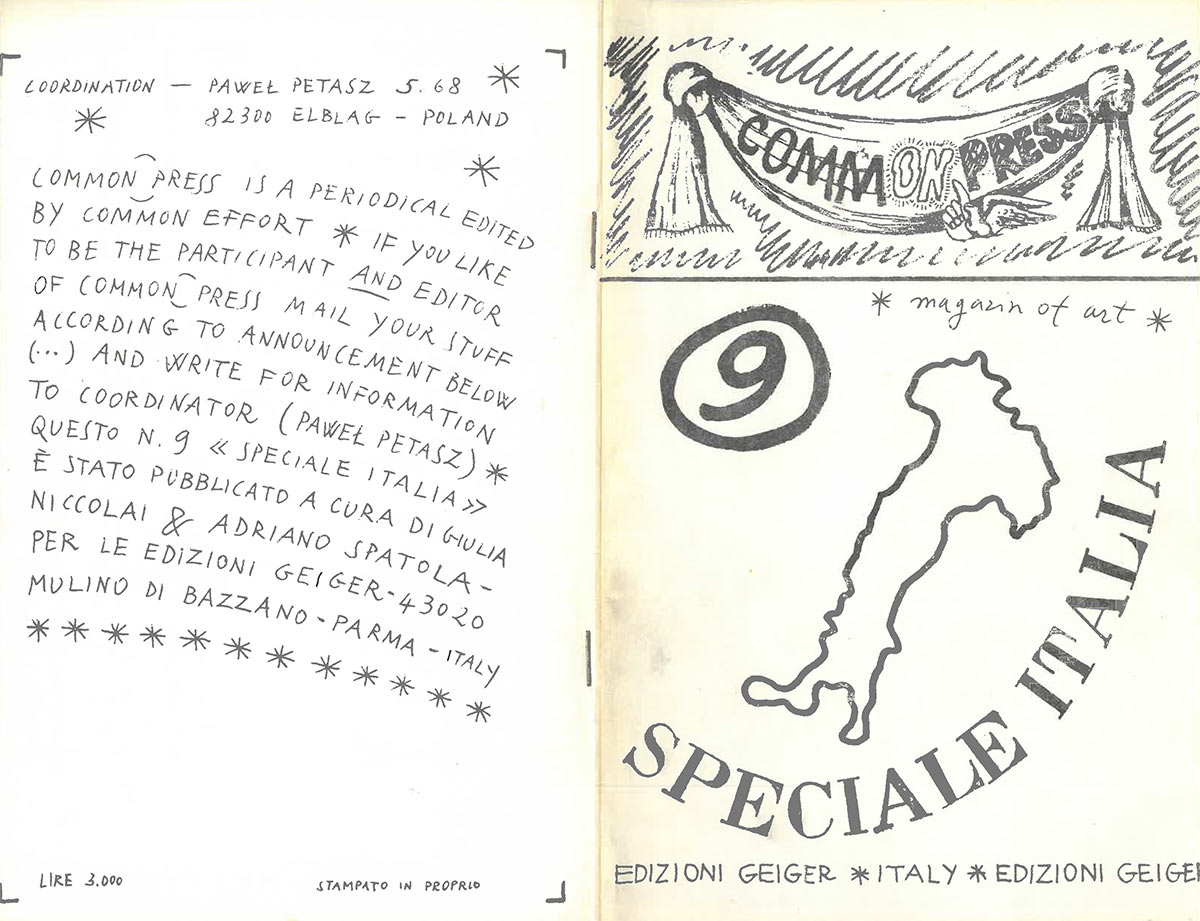 COORDINATION — PAWEŁ PETASZ 5.68 *
* 82300 ELBLAG - POLAND
*
COMMON PRESS IS A PERIODICAL EDITED
BY COMMON EFFORT * IF YOU LIKE
TO BE THE PARTICIPANT AND EDITOR
OF COMMON PRESS MAIL YOUR STUFF
ACCORDING TO ANNOUNCEMENT BELOW
(...) AND WRITE FOR INFORMATION
TO COORDINATOR (PAWEŁ PETASZ) *
QUESTO N. 9 « SPECIALE ITALIA »
È STATO PUBBLICATO A CURA DI GIULIA
NICCOLAI & ADRIANO SPATOLA -
PER LE EDIZIONI GEIGER - 43020
MULINO DI BAZZANO - PARMA - ITALY
* * * * * * * * * * * *
LIRE 3.000
STAMPATO IN PROPRIO
COMMON PRESS
* magazin of art *
9
SPECIALE ITALIA
EDIZIONI GEIGER * ITALY * EDIZIONI GEIGE